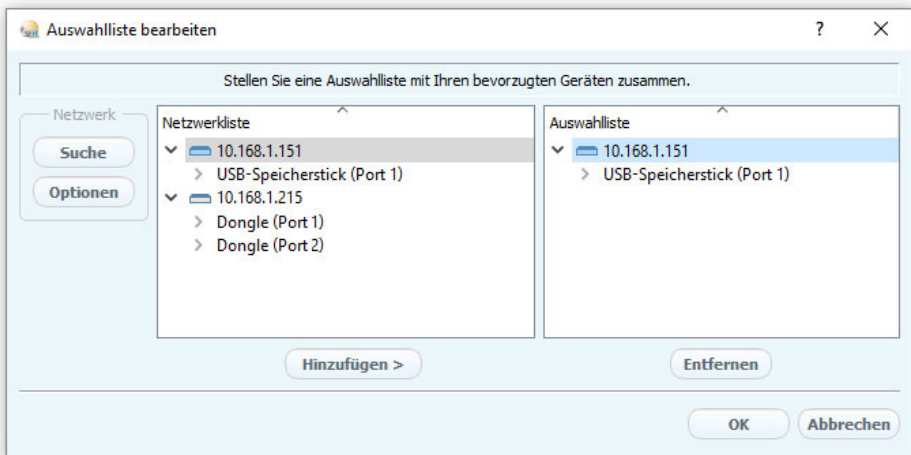 Auswahlliste bearbeiten
Stellen Sie eine Auswahlliste mit Ihren bevorzugten Geräten zusammen.
Netzwerk
Suche
Optionen
Netzwerkliste
10.168.1.151
USB-Speicherstick (Port 1)
10.168.1.215
Dongle (Port 1)
Dongle (Port 2)
Hinzufügen >
Auswahlliste
10.168.1.151
USB-Speicherstick (Port 1)
Entfernen
OK
Abbrechen